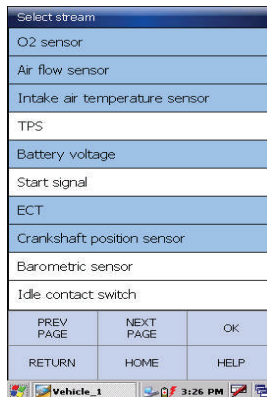 Select stream
O2 sensor
Air flow sensor
Intake air temperature sensor
TPS
Battery voltage
Start signal
ECT
Crankshaft position sensor
Barometric sensor
Idle contact switch
PREV PAGE
NEXT PAGE
OK
RETURN
HOME
HELP
Vehicle_1
3:26 PM